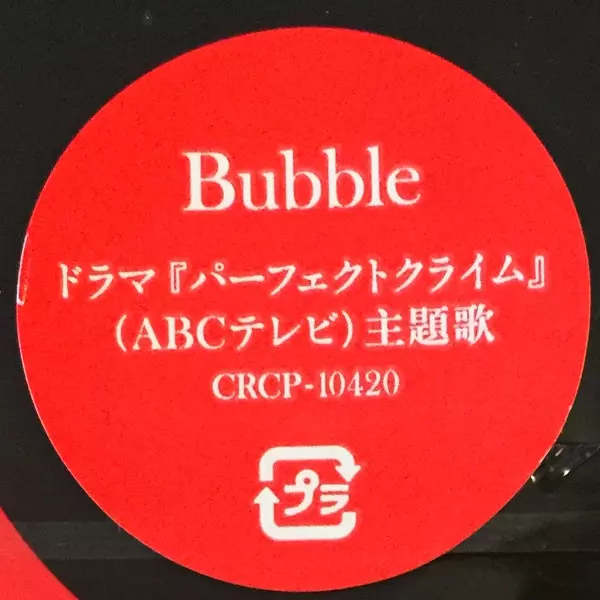 Bubble
ドラマ『パーフェクトクライム』
(ABCテレビ)主題歌
CRCP-10420
プラ